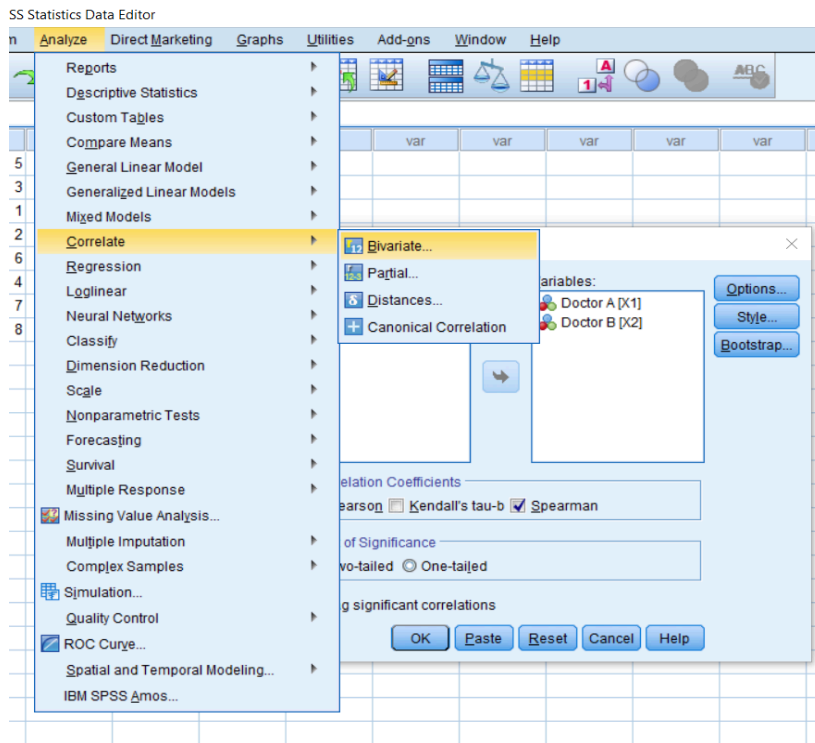 SS Statistics Data Editor
m Analyze Direct Marketing Graphs Utilities Add-ons Window Help
A
1
ABC
var var var var var
5
3
1
2
6
4
7
8
Reports
Descriptive Statistics
Custom Tables
Compare Means
General Linear Model
Generalized Linear Models
Mixed Models
Correlate
Regression
Loglinear
Neural Networks
Classify
Dimension Reduction
Scale
Nonparametric Tests
Forecasting
Survival
Multiple Response
Missing Value Analysis...
Multiple Imputation
Complex Samples
Simulation...
Quality Control
ROC Curve...
Spatial and Temporal Modeling...
IBM SPSS Amos...
Bivariate...
Partial...
Distances...
Canonical Correlation
ariables:
Doctor A [X1]
Doctor B [X2]
Options...
Style...
Bootstrap...
elation Coefficients
earson Kendall's tau-b Spearman
of Significance
vo-tailed One-tailed
g significant correlations
OK Paste Reset Cancel Help